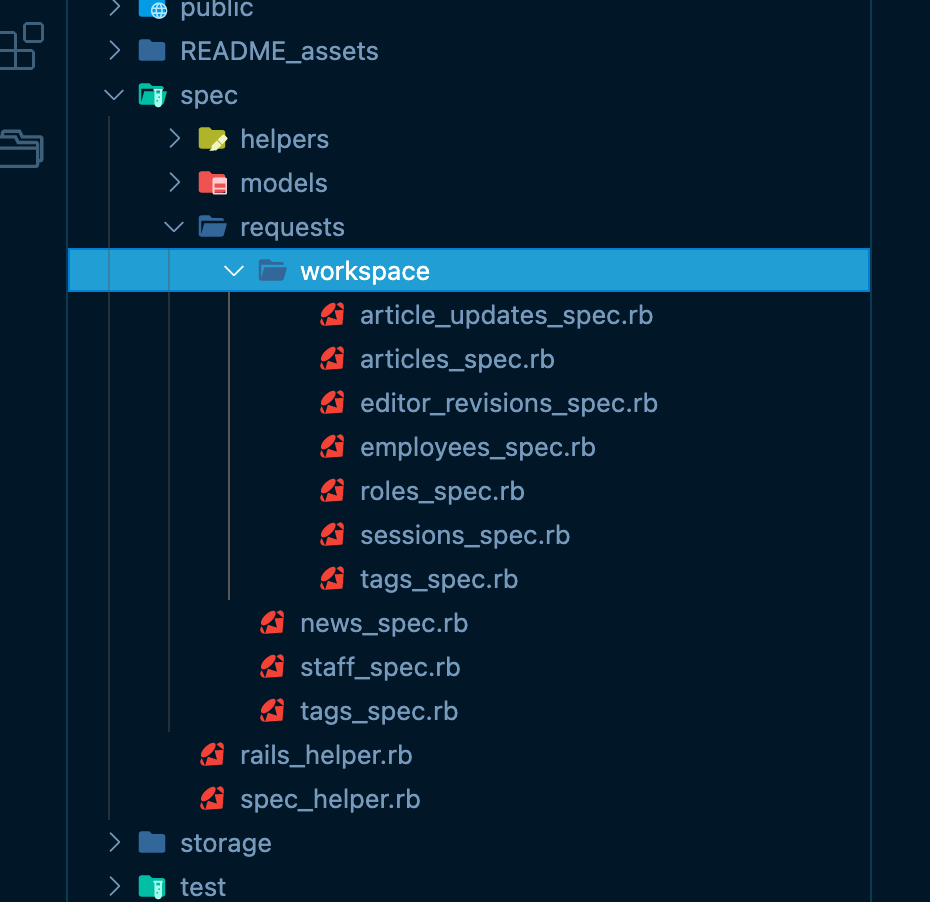 public
README_assets
spec
helpers
models
requests
workspace
article_updates_spec.rb
articles_spec.rb
editor_revisions_spec.rb
employees_spec.rb
roles_spec.rb
sessions_spec.rb
tags_spec.rb
news_spec.rb
staff_spec.rb
tags_spec.rb
rails_helper.rb
spec_helper.rb
storage
test